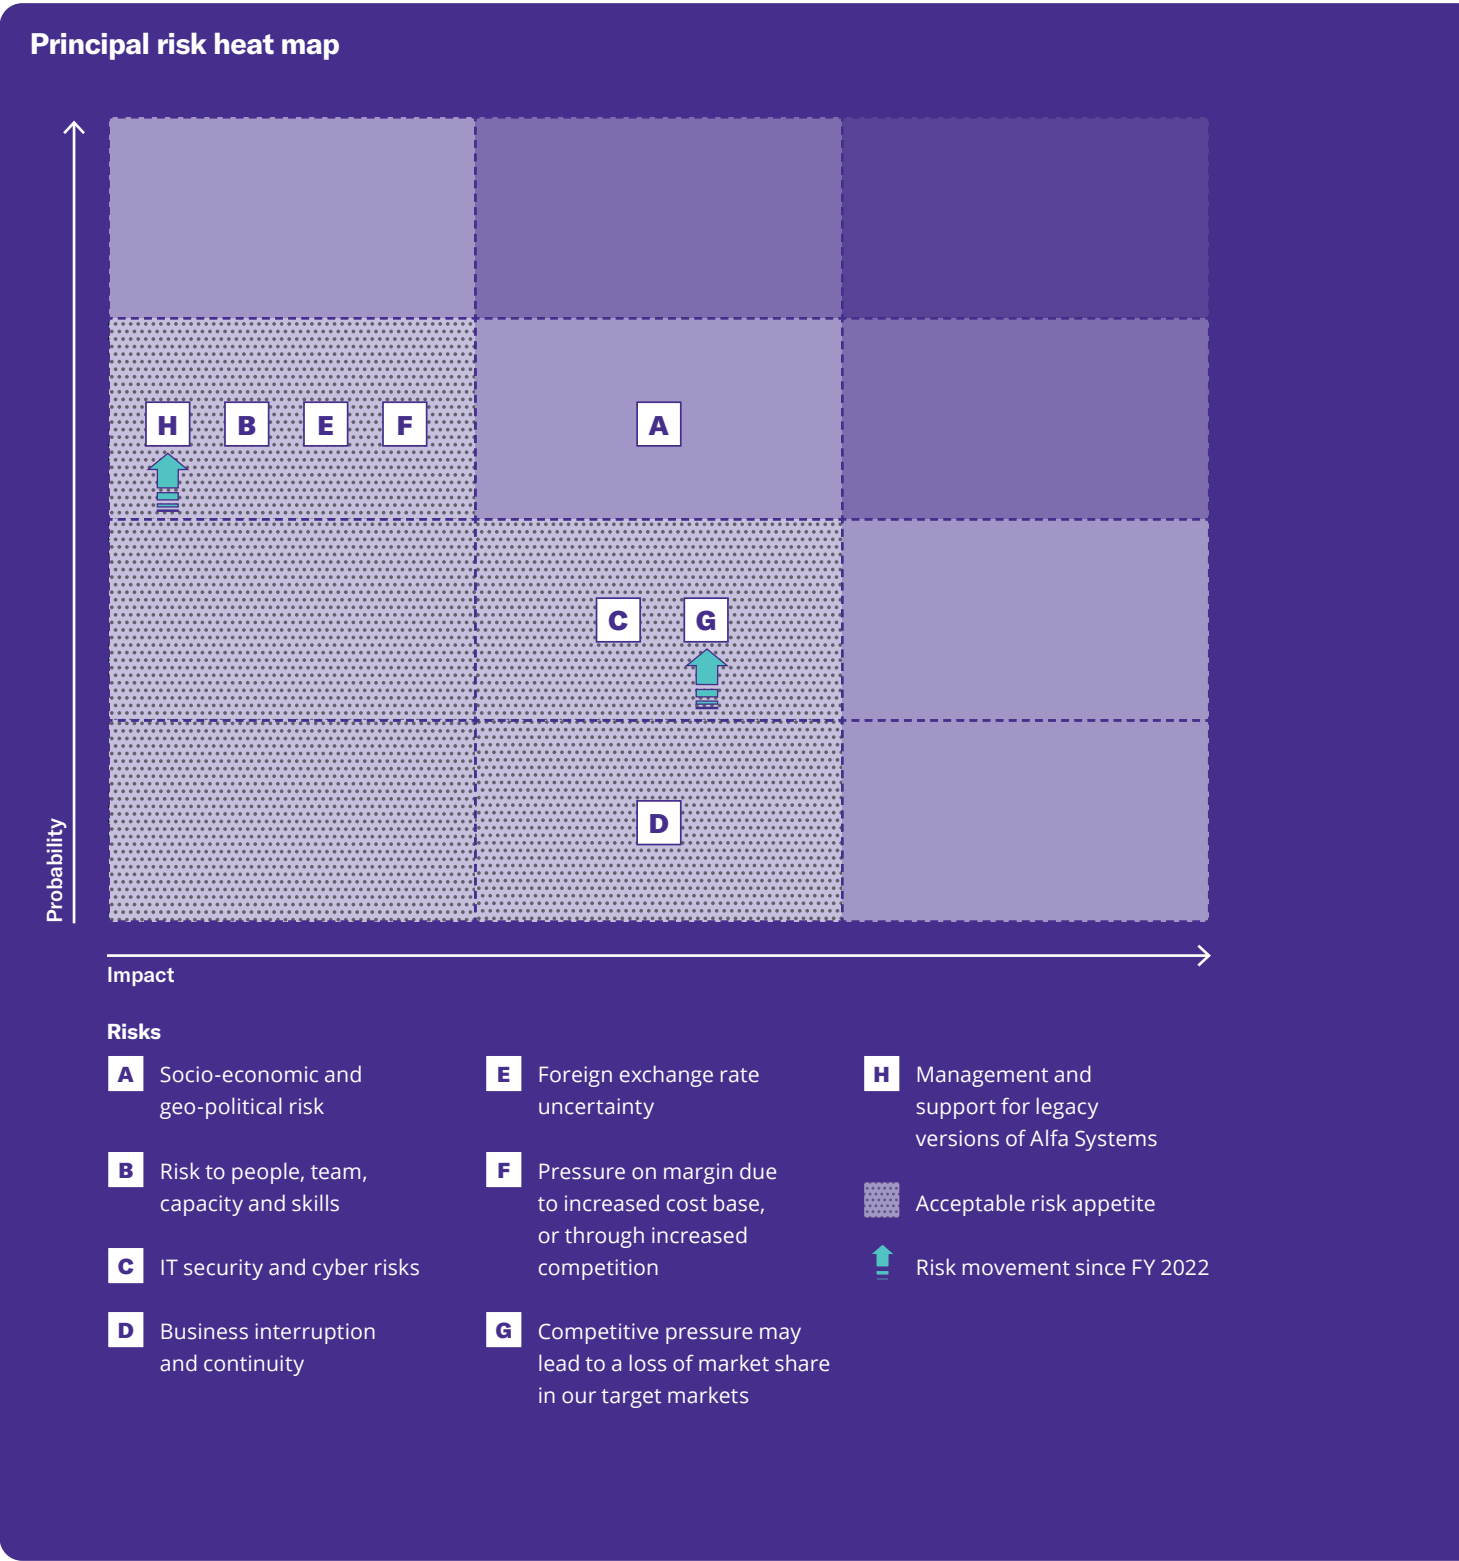 Principal risk heat map
H B E F A
C G
D
Probability
Impact
Risks
A Socio-economic and
geo-political risk
B Risk to people, team,
capacity and skills
C IT security and cyber risks
D Business interruption
and continuity
E Foreign exchange rate
uncertainty
F Pressure on margin due
to increased cost base,
or through increased
competition
G Competitive pressure may
lead to a loss of market share
in our target markets
H Management and
support for legacy
versions of Alfa Systems
Acceptable risk appetite
Risk movement since FY 2022